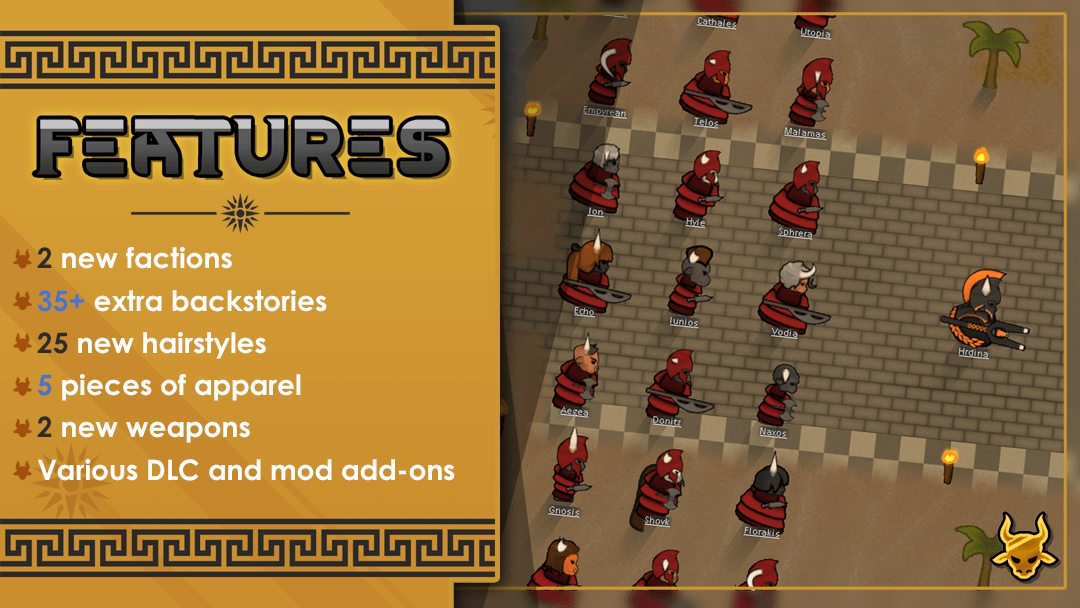 FEATURES
2 new factions
35+ extra backstories
25 new hairstyles
5 pieces of apparel
2 new weapons
Various DLC and mod add-ons
Cathales
Utopia
Empyrean
Telos
Malamas
Ion
Hyle
Sphrera
Echo
Iunios
Vodia
Hrdina
Aegea
Donitz
Naxos
Gnosis
Shovk
Florakis